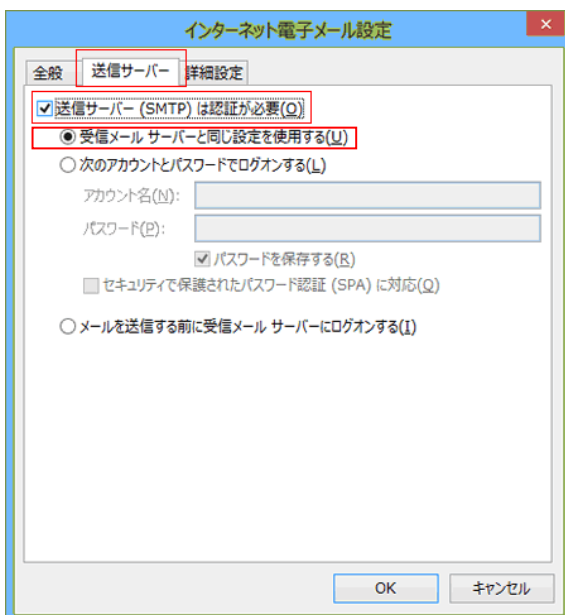 インターネット電子メール設定
全般 送信サーバー 詳細設定
送信サーバー (SMTP) は認証が必要(O)
受信メール サーバーと同じ設定を使用する(U)
次のアカウントとパスワードでログオンする(L)
アカウント名(N):
パスワード(P):
パスワードを保存する(R)
セキュリティで保護されたパスワード認証 (SPA) に対応(Q)
メールを送信する前に受信メール サーバーにログオンする(I)
OK キャンセル